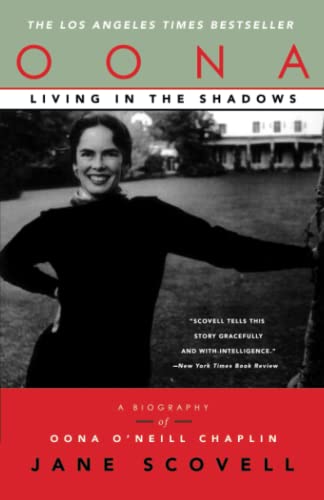 THE LOS ANGELES TIMES BESTSELLER
OONA
LIVING IN THE SHADOWS
"SCOVELL TELLS THIS
STORY GRACEFULLY
AND WITH INTELLIGENCE."
—New York Times Book Review
A BIOGRAPHY
of
OONA O'NEILL CHAPLIN
JANE SCOVELL